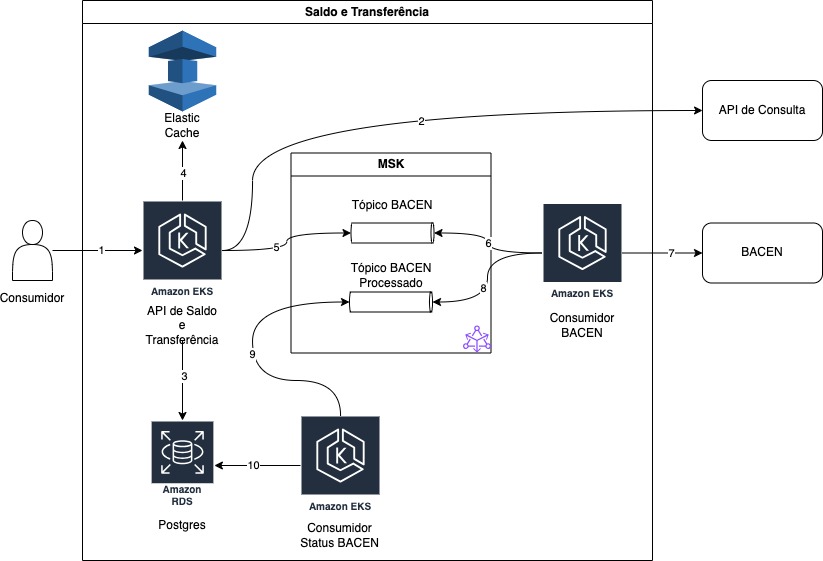 Saldo e Transferência
Elastic
Cache
4
2
API de Consulta
MSK
Tópico BACEN
1
5
6
7
BACEN
Tópico BACEN
Processado
8
Consumidor
Amazon EKS
API de Saldo
e
Transferência
Amazon EKS
Consumidor
BACEN
9
3
10
Amazon
RDS
Postgres
Amazon EKS
Consumidor
Status BACEN